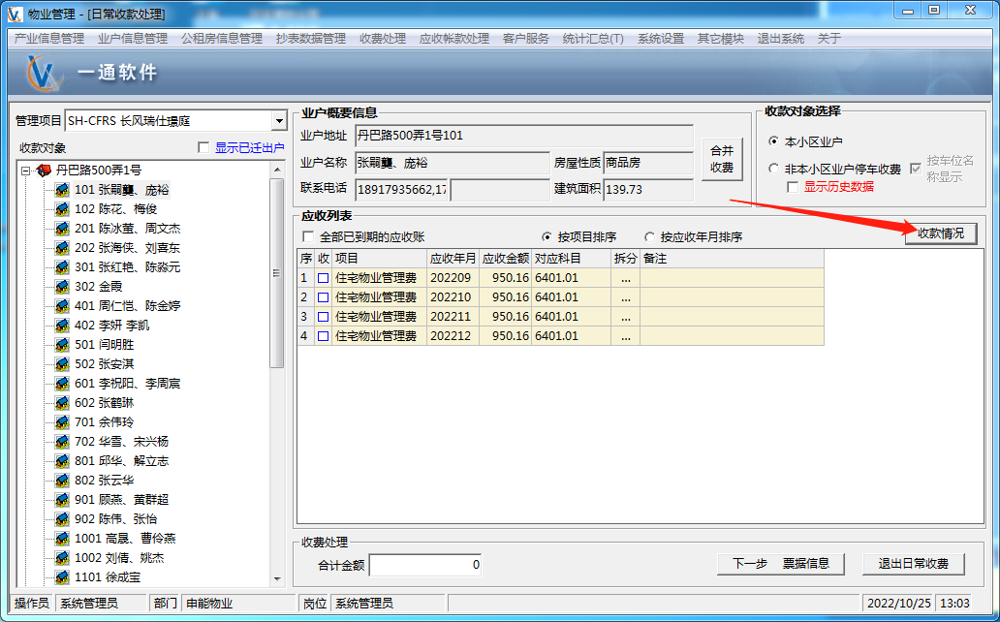 物业管理 - [日常收款处理]
产业信息管理 业户信息管理 公租房信息管理 抄表数据管理 收费处理 应收帐款处理 客户服务 统计汇总(T) 系统设置 其它模块 退出系统 关于
一通软件
管理项目 SH-CFRS 长风瑞仕璟庭
收款对象 显示已迁出户
丹巴路500弄1号
101 张嗣龑、庞裕
102 陈花、梅俊
201 陈冰莹、周文杰
202 张海侠、刘喜东
301 张红艳、陈淼元
302 金霞
401 周仁恺、陈金婷
402 李妍 李凯
501 闫明胜
502 张安淇
601 李祝阳、李周宸
602 张鹤琳
701 余伟玲
702 华雪、宋兴杨
801 邱华、解立志
802 张云华
901 顾燕、黄群超
902 陈伟、张怡
1001 高晟、曹伶燕
1002 刘倩、姚杰
1101 徐成宝
业户概要信息
业户地址 丹巴路500弄1号101
业户名称 张嗣龑、庞裕 房屋性质 商品房
联系电话 18917935662,17 建筑面积 139.73
合并
收费
收款对象选择
本小区业户
非本小区业户停车收费 按车位名
称显示
显示历史数据
收款情况
应收列表
全部已到期的应收账 按项目排序 按应收年月排序
序 收 项目 应收年月 应收金额 对应科目 拆分 备注
1 住宅物业管理费 202209 950.16 6401.01 ...
2 住宅物业管理费 202210 950.16 6401.01 ...
3 住宅物业管理费 202211 950.16 6401.01 ...
4 住宅物业管理费 202212 950.16 6401.01 ...
收费处理
合计金额 0 下一步 票据信息 退出日常收费
操作员 系统管理员 部门 申能物业 岗位 系统管理员 2022/10/25 13:03